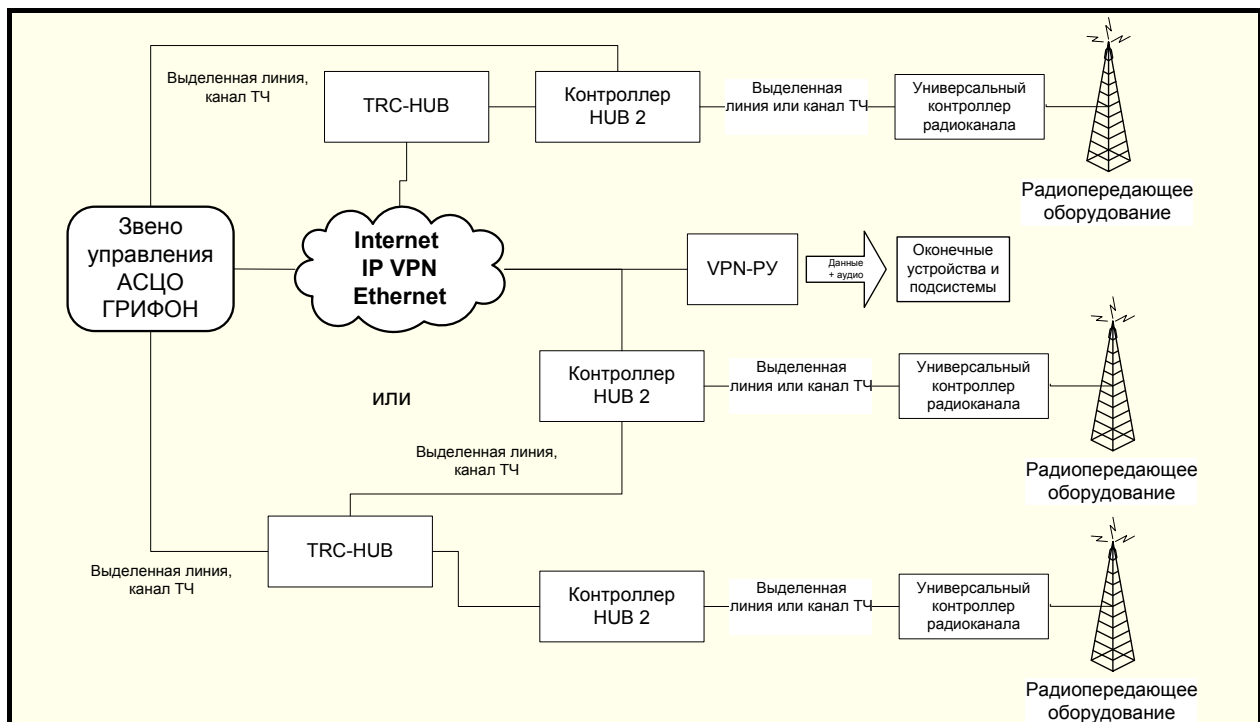 Выделенная линия,
канал ТЧ
TRC-HUB
Контроллер
HUB 2
Выделенная
линия или канал ТЧ
Универсальный
контроллер
радиоканала
Радиопередающее
оборудование
Звено
управления
АСЦО
ГРИФОН
Internet
IP VPN
Ethernet
VPN-РУ
Данные
+ аудио
Оконечные
устройства и
подсистемы
или
Контроллер
HUB 2
Выделенная
линия или канал ТЧ
Универсальный
контроллер
радиоканала
Радиопередающее
оборудование
Выделенная линия,
канал ТЧ
TRC-HUB
Выделенная линия,
канал ТЧ
Контроллер
HUB 2
Выделенная
линия или канал ТЧ
Универсальный
контроллер
радиоканала
Радиопередающее
оборудование